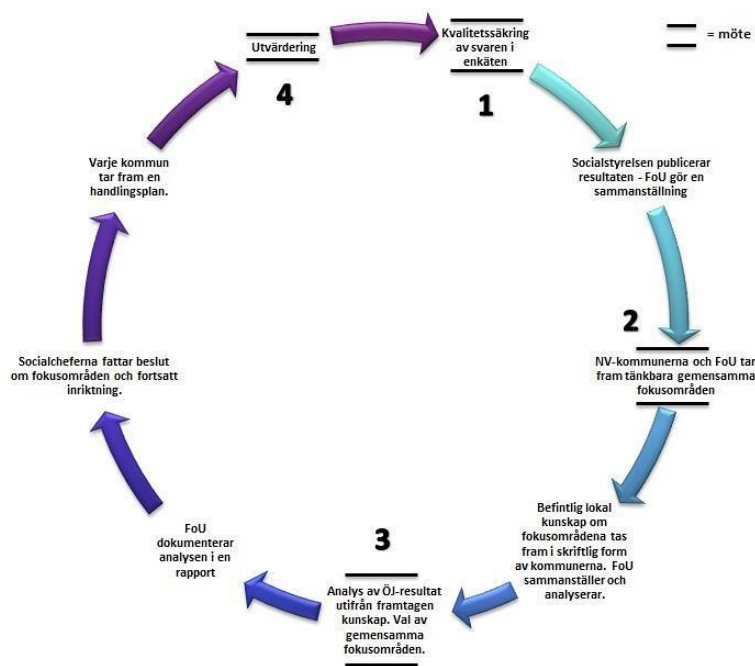 Kvalitetssäkring
av svaren i
enkäten
1
= möte
Socialstyrelsen publicerar
resultaten - FoU gör en
sammanställning
2
NV-kommunerna och FoU tar
fram tänkbara gemensamma
fokusområden
Befintlig lokal
kunskap om
fokusområdena tas
fram i skriftlig form
av kommunerna. FoU
sammanställer och
analyserar.
3
Analys av ÖJ-resultat
utifrån framtagen
kunskap. Val av
gemensamma
fokusområden.
FoU
dokumenterar
analysen i en
rapport
Socialcheferna fattar beslut
om fokusområden och fortsatt
inriktning.
Varje kommun
tar fram en
handlingsplan.
Utvärdering
4